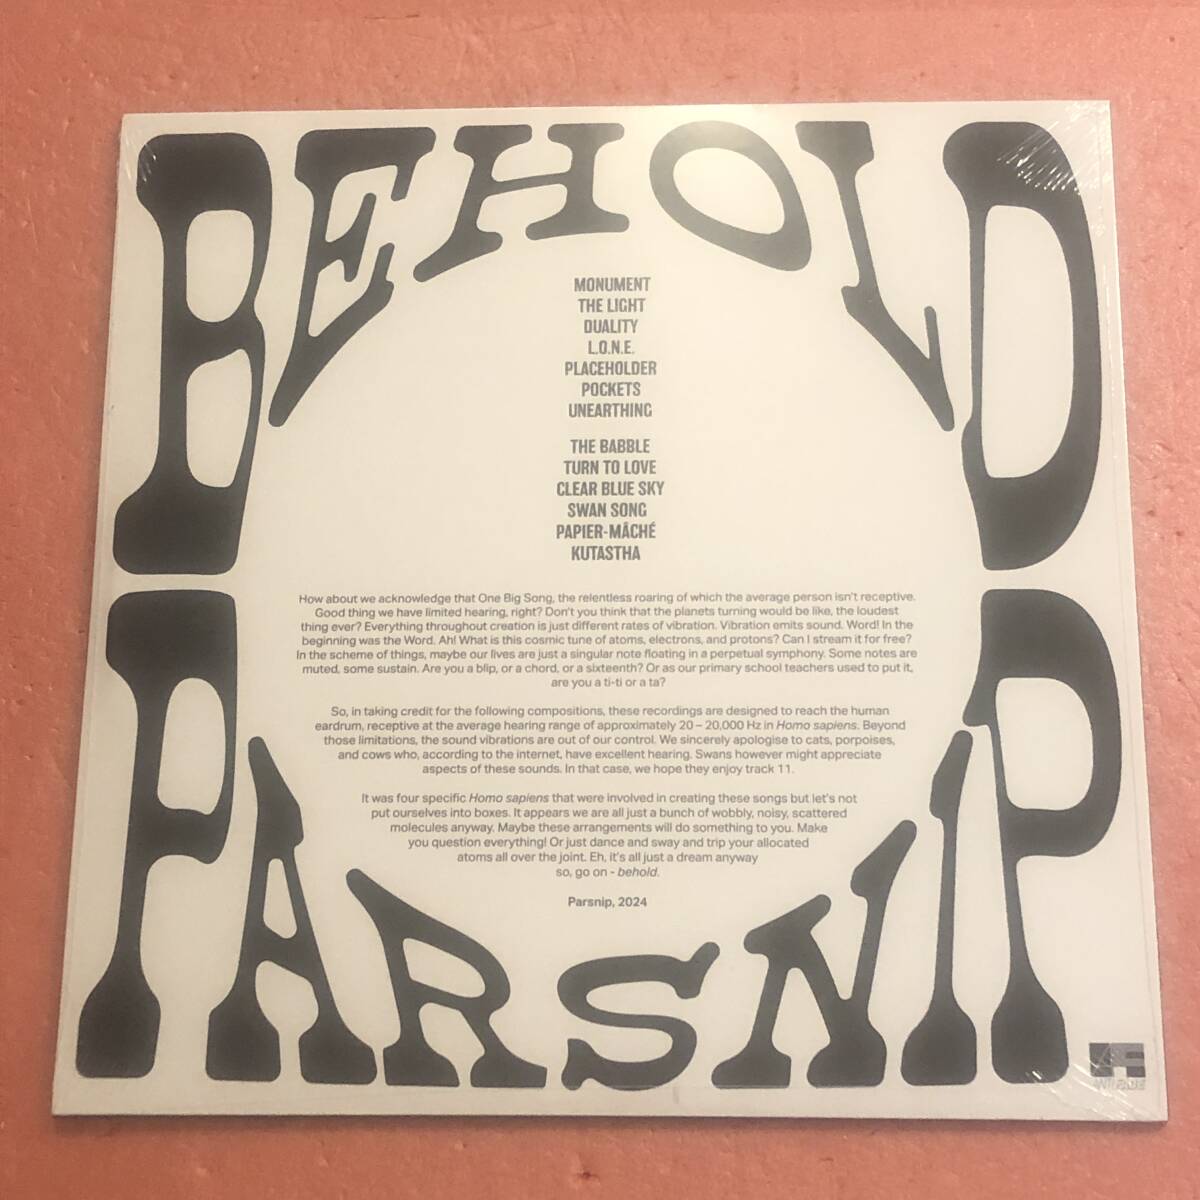 BEHOLD
MONUMENT
THE LIGHT
DUALITY
L.O.N.E.
PLACEHOLDER
POCKETS
UNEARTHING
THE BABBLE
TURN TO LOVE
CLEAR BLUE SKY
SWAN SONG
PAPIER-MÂCHÉ
KUTASTHA
How about we acknowledge that One Big Song, the relentless roaring of which the average person isn't receptive.
Good thing we have limited hearing, right? Don't you think that the planets turning would be like, the loudest
thing ever? Everything throughout creation is just different rates of vibration. Vibration emits sound. Word! In the
beginning was the Word. Ah! What is this cosmic tune of atoms, electrons, and protons? Can I stream it for free?
In the scheme of things, maybe our lives are just a singular note floating in a perpetual symphony. Some notes are
muted, some sustain. Are you a blip, or a chord, or a sixteenth? Or as our primary school teachers used to put it,
are you a ti-ti or a ta?
So, in taking credit for the following compositions, these recordings are designed to reach the human
eardrum, receptive at the average hearing range of approximately 20 – 20,000 Hz in Homo sapiens. Beyond
those limitations, the sound vibrations are out of our control. We sincerely apologise to cats, porpoises,
and cows who, according to the internet, have excellent hearing. Swans however might appreciate
aspects of these sounds. In that case, we hope they enjoy track 11.
It was four specific Homo sapiens that were involved in creating these songs but let's not
put ourselves into boxes. It appears we are all just a bunch of wobbly, noisy, scattered
molecules anyway. Maybe these arrangements will do something to you. Make
you question everything! Or just dance and sway and trip your allocated
atoms all over the joint. Eh, it's all just a dream anyway
so, go on - behold.
Parsnip, 2024
PARSNIP
AF
ANTI FADE